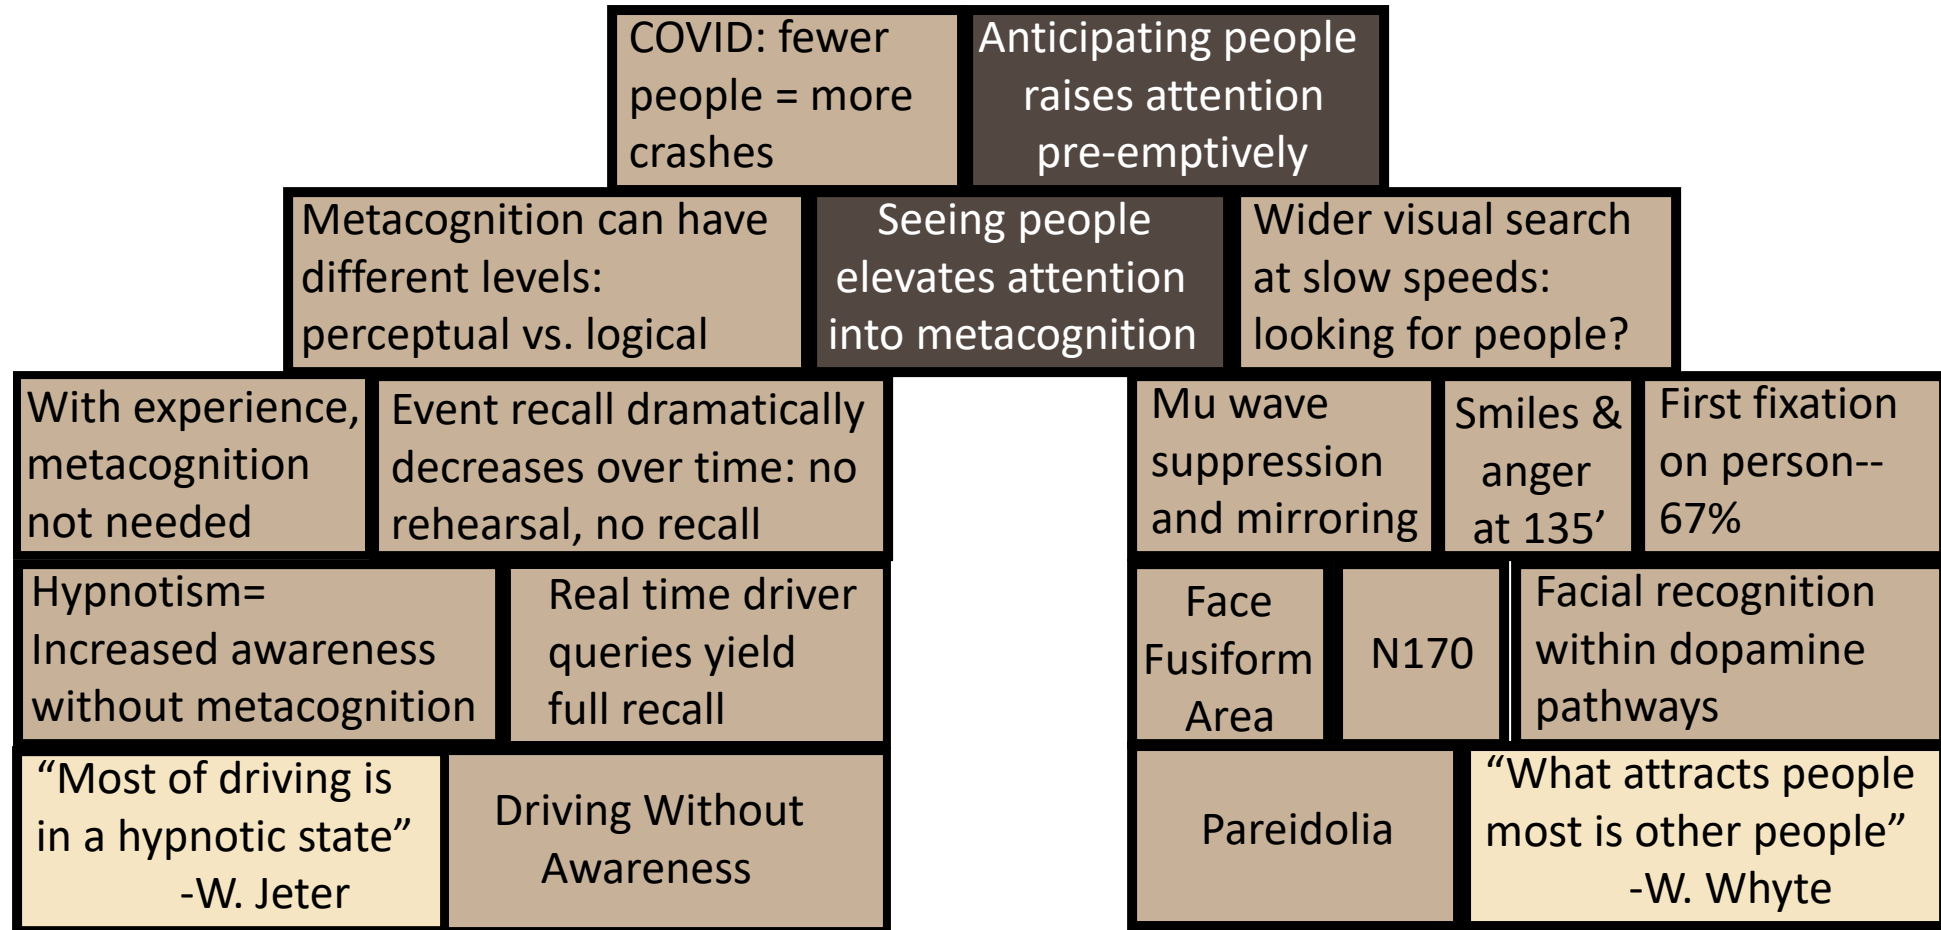 COVID: fewer
people = more
crashes
Anticipating people
raises attention
pre-emptively
Metacognition can have
different levels:
perceptual vs. logical
Seeing people
elevates attention
into metacognition
Wider visual search
at slow speeds:
looking for people?
With experience,
metacognition
not needed
Event recall dramatically
decreases over time: no
rehearsal, no recall
Mu wave
suppression
and mirroring
Smiles &
anger
at 135’
First fixation
on person--
67%
Hypnotism=
Increased awareness
without metacognition
Real time driver
queries yield
full recall
Face
Fusiform
Area
N170
Facial recognition
within dopamine
pathways
“Most of driving is
in a hypnotic state”
-W. Jeter
Driving Without
Awareness
Pareidolia
“What attracts people
most is other people”
-W. Whyte